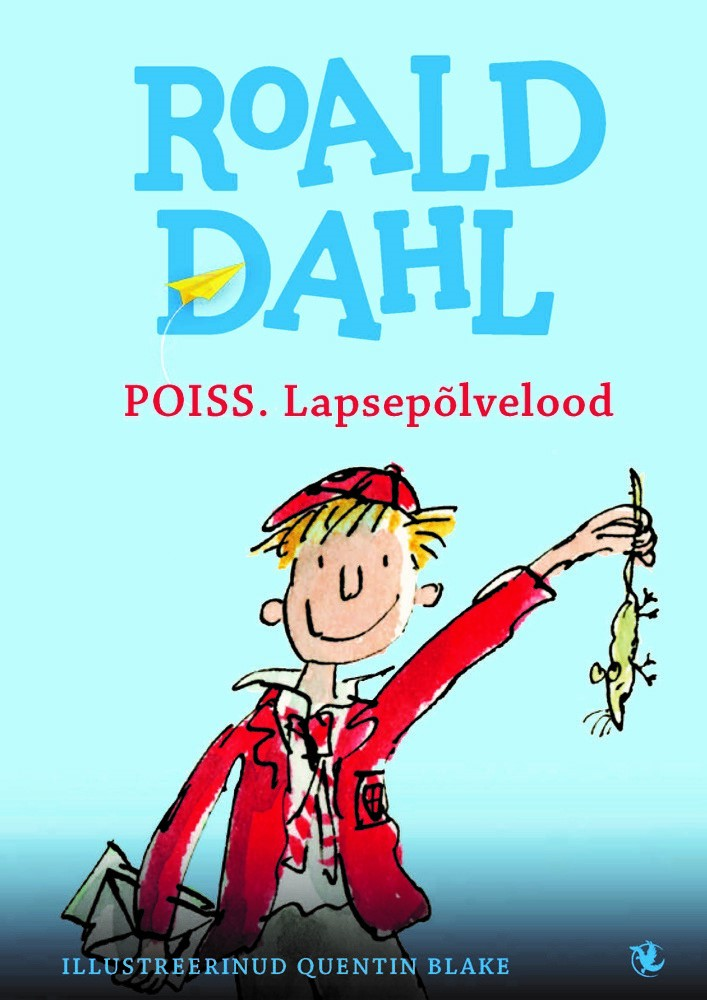 ROALD
DAHL
POISS. Lapsepõlvelood
ILLUSTREERINUD QUENTIN BLAKE